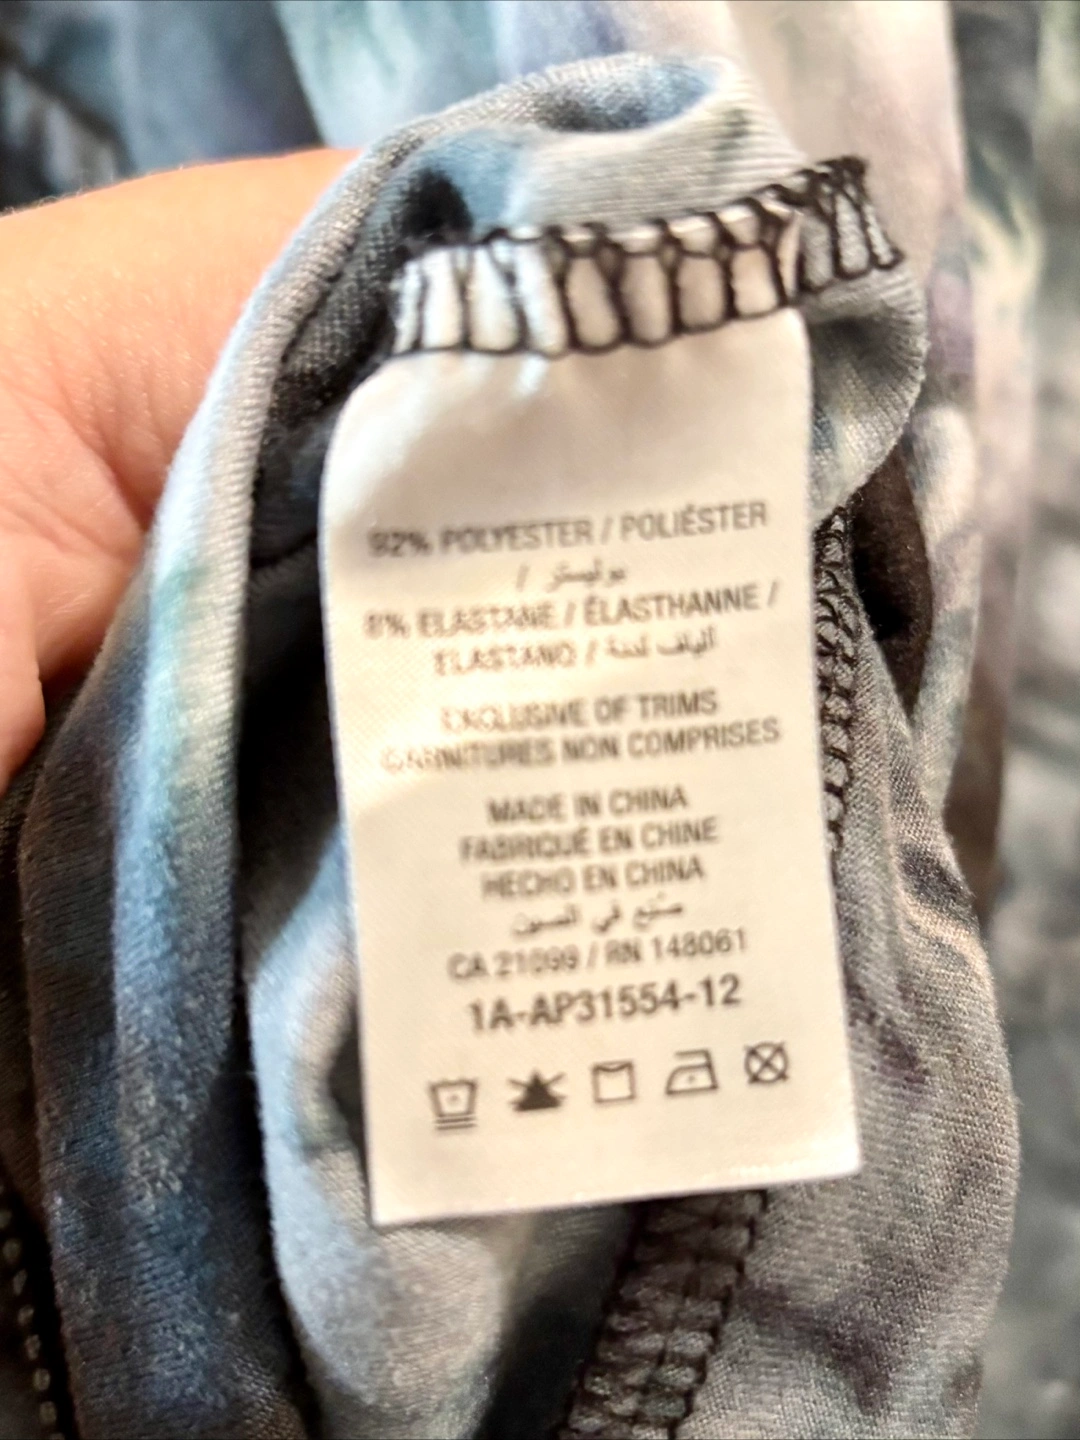 92% POLYESTER / POLIÉSTER
/ بوليستر
8% ELASTANE / ÉLASTHANNE /
ELASTANO / ألياف لدنة
EXCLUSIVE OF TRIMS
GARNITURES NON COMPRISES
MADE IN CHINA
FABRIQUÉ EN CHINE
HECHO EN CHINA
صنع في الصين
CA 21099 / RN 148061
1A-AP31554-12